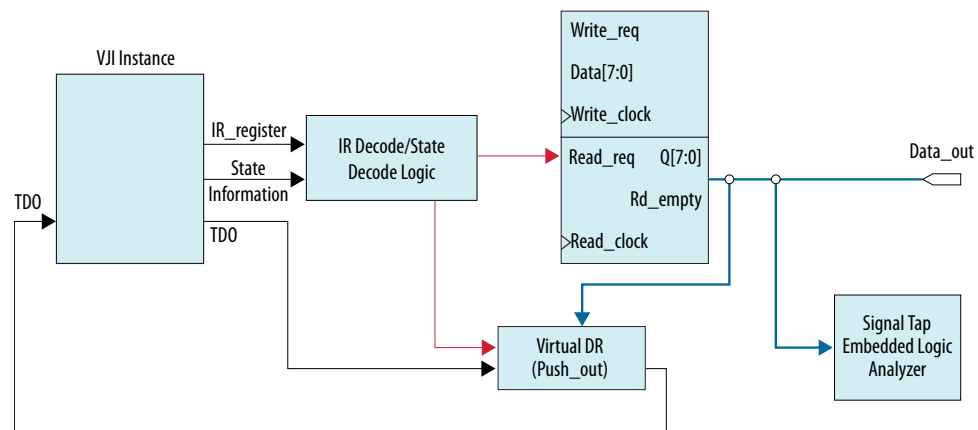 VJI Instance
TDO
IR_register
State
Information
TDO
IR Decode/State
Decode Logic
Write_req
Data[7:0]
Write_clock
Read_req Q[7:0]
Rd_empty
Read_clock
Data_out
Virtual DR
(Push_out)
Signal Tap
Embedded Logic
Analyzer